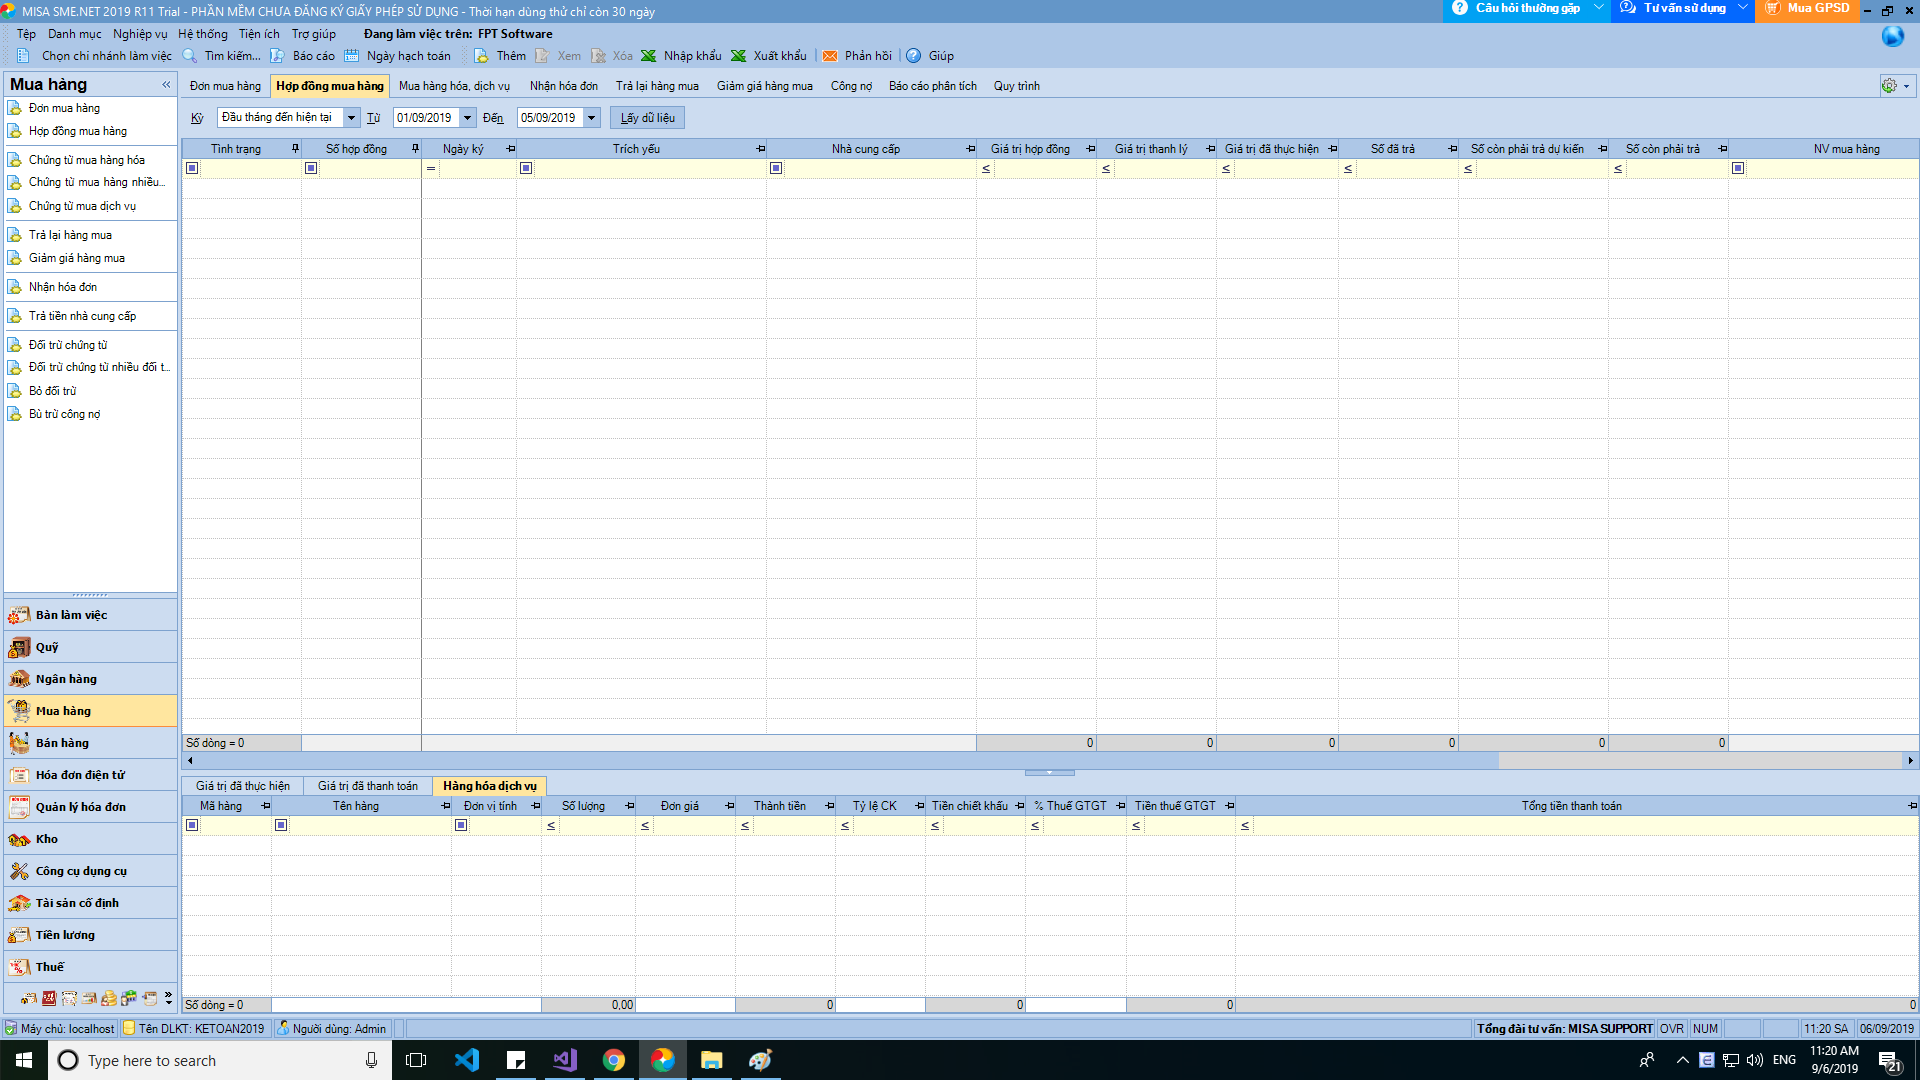 MISA SME.NET 2019 R11 Trial - PHẦN MỀM CHƯA ĐĂNG KÝ GIẤY PHÉP SỬ DỤNG - Thời hạn dùng thử chỉ còn 30 ngày
Câu hỏi thường gặp
Tư vấn sử dụng
Mua GPSD
Tệp Danh mục Nghiệp vụ Hệ thống Tiện ích Trợ giúp Đang làm việc trên: FPT Software
Chọn chi nhánh làm việc Tìm kiếm... Báo cáo Ngày hạch toán Thêm Xem Xóa Nhập khẩu Xuất khẩu Phản hồi Giúp
Mua hàng «
Đơn mua hàng
Hợp đồng mua hàng
Chứng từ mua hàng hóa
Chứng từ mua hàng nhiều...
Chứng từ mua dịch vụ
Trả lại hàng mua
Giảm giá hàng mua
Nhận hóa đơn
Trả tiền nhà cung cấp
Đối trừ chứng từ
Đối trừ chứng từ nhiều đối t...
Bỏ đối trừ
Bù trừ công nợ
Bàn làm việc
Quỹ
Ngân hàng
Mua hàng
Bán hàng
Hóa đơn điện tử
Quản lý hóa đơn
Kho
Công cụ dụng cụ
Tài sản cố định
Tiền lương
Thuế
Đơn mua hàng Hợp đồng mua hàng Mua hàng hóa, dịch vụ Nhận hóa đơn Trả lại hàng mua Giảm giá hàng mua Công nợ Báo cáo phân tích Quy trình
Kỳ Đầu tháng đến hiện tại Từ 01/09/2019 Đến 05/09/2019 Lấy dữ liệu
Tình trạng Số hợp đồng Ngày ký Trích yếu Nhà cung cấp Giá trị hợp đồng Giá trị thanh lý Giá trị đã thực hiện Số đã trả Số còn phải trả dự kiến Số còn phải trả NV mua hàng
= ≤ ≤ ≤ ≤ ≤ ≤
Số dòng = 0 0 0 0 0 0 0
Giá trị đã thực hiện Giá trị đã thanh toán Hàng hóa dịch vụ
Mã hàng Tên hàng Đơn vị tính Số lượng Đơn giá Thành tiền Tỷ lệ CK Tiền chiết khấu % Thuế GTGT Tiền thuế GTGT Tổng tiền thanh toán
≤ ≤ ≤ ≤ ≤ ≤ ≤ ≤
Số dòng = 0 0,00 0 0 0 0
Máy chủ: localhost Tên DLKT: KETOAN2019 Người dùng: Admin Tổng đài tư vấn: MISA SUPPORT OVR NUM 11:20 SA 06/09/2019
Type here to search
ENG
11:20 AM
9/6/2019
21